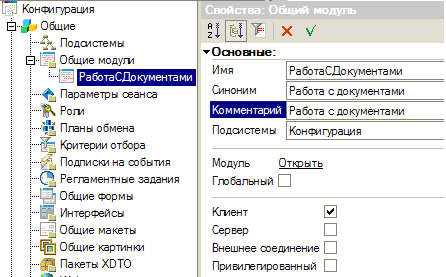 Конфигурация
Общие
Подсистемы
Общие модули
РаботаСДокументами
Параметры сеанса
Роли
Планы обмена
Критерии отбора
Подписки на события
Регламентные задания
Общие формы
Интерфейсы
Общие макеты
Общие картинки
Пакеты XDTO
Свойства: Общий модуль
Основные:
Имя РаботаСДокументами
Синоним Работа с документами
Комментарий Работа с документами
Подсистемы Конфигурация
Модуль Открыть
Глобальный
Клиент
Сервер
Внешнее соединение
Привилегированный